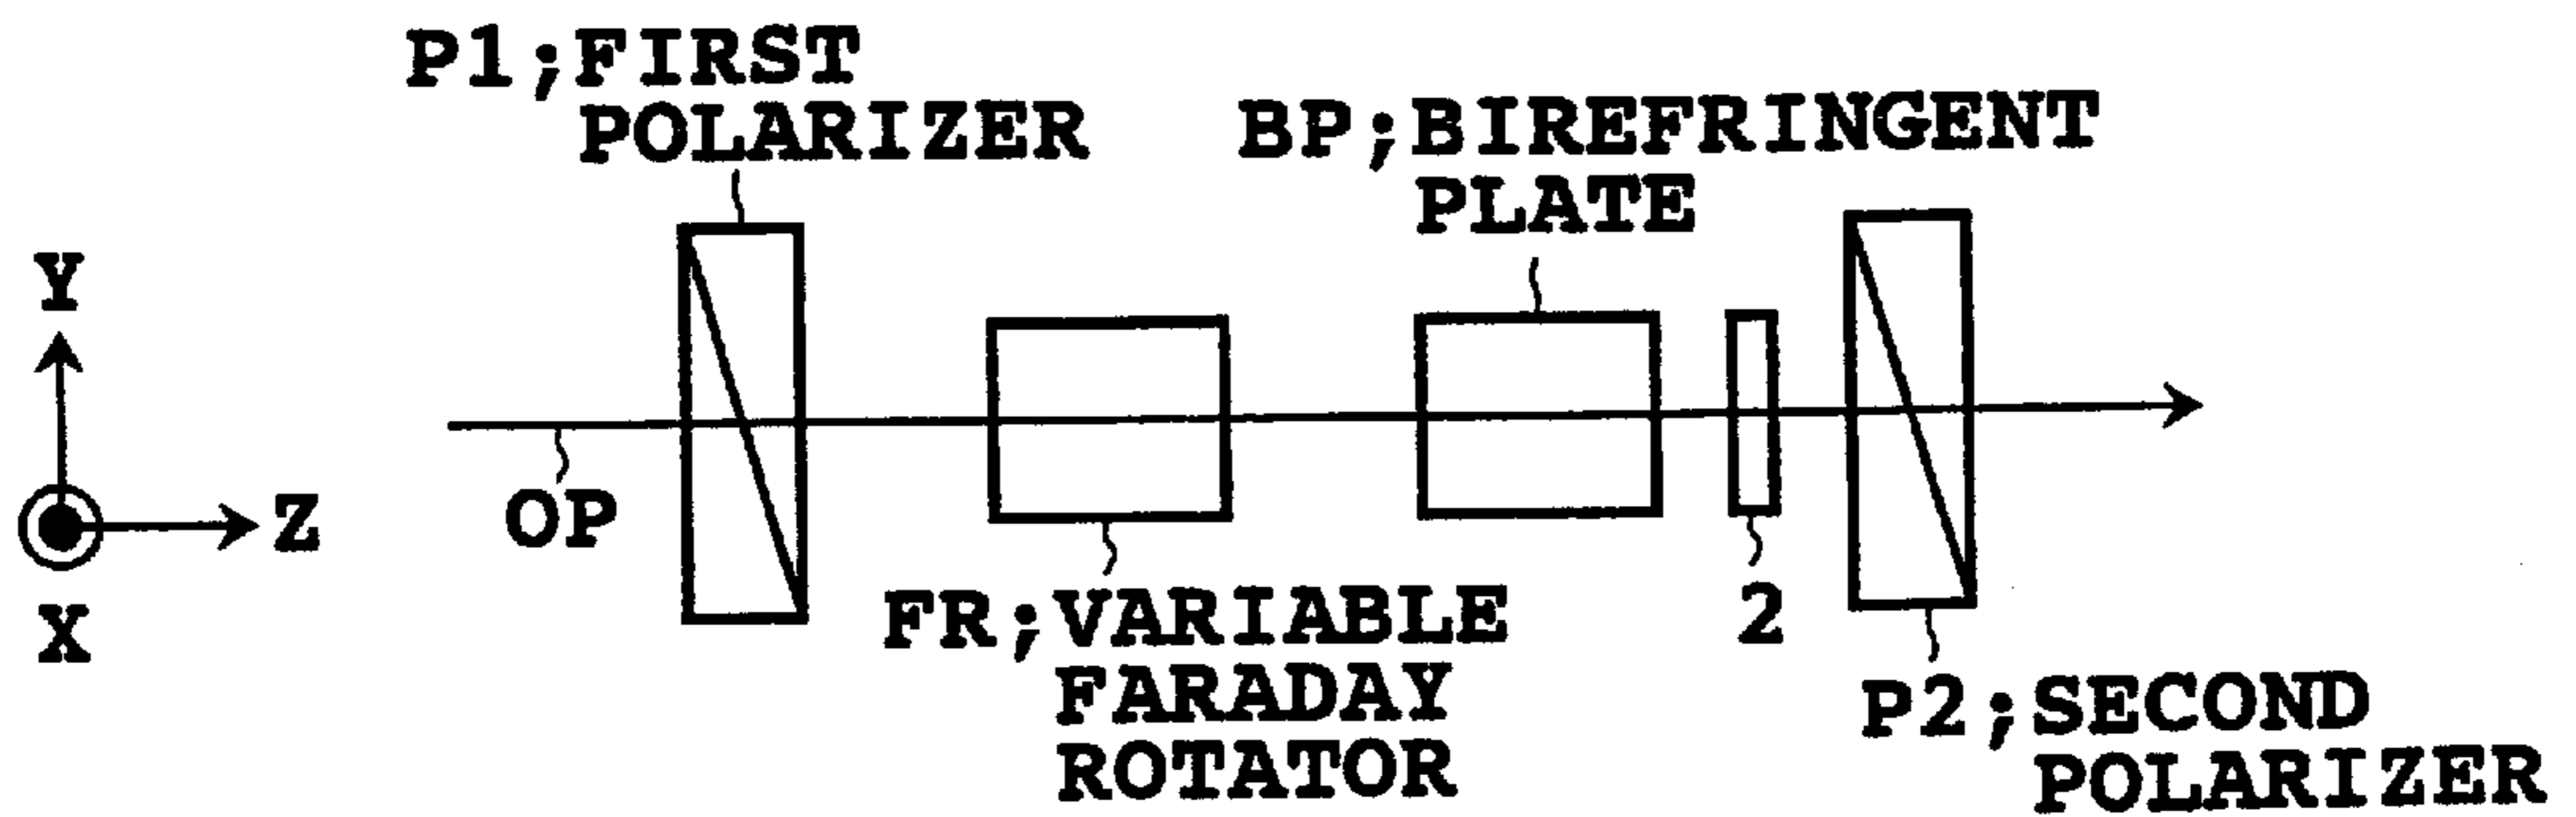 P1;FIRST
POLARIZER
BP;BIREFRINGENT
PLATE
Y
Z
X
OP
FR;VARIABLE
FARADAY
ROTATOR
2
P2;SECOND
POLARIZER